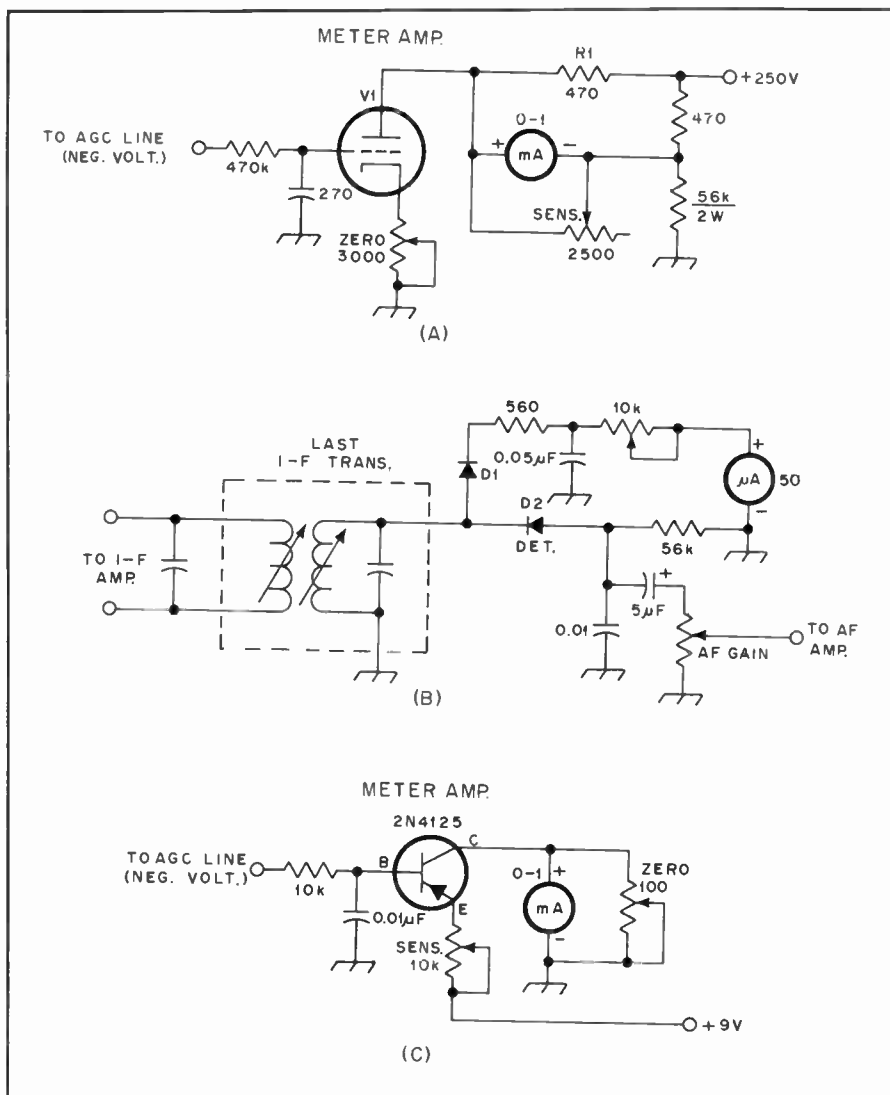 METER AMP.
R1
470
+250V
V1
470
0-1
+
-
mA
TO AGC LINE
(NEG. VOLT.)
470k
270
56k
2W
SENS.
2500
ZERO
3000
(A)
560
10k
LAST
I-F TRANS.
0.05µF
+
µA
50
-
D1
D2
DET.
56k
TO I-F
AMP.
5µF
+
0.01
AF GAIN
TO AF
AMP.
(B)
METER AMP.
2N4125
C
TO AGC LINE
(NEG. VOLT.)
B
10k
0.01µF
E
0-1
+
mA
-
ZERO
100
SENS.
10k
+9V
(C)